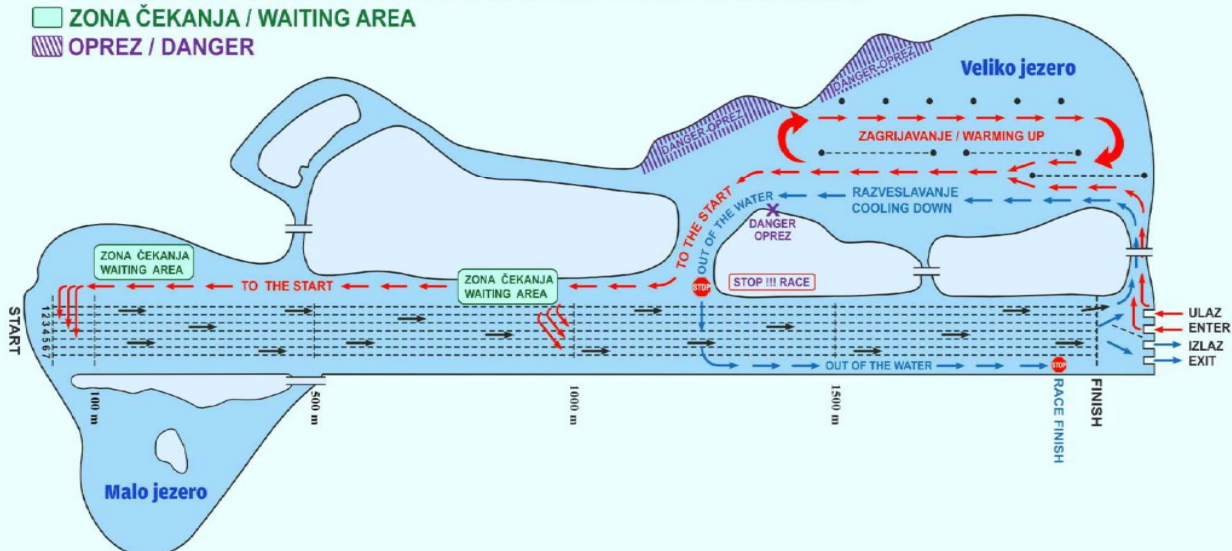 ZONA ČEKANJA / WAITING AREA
OPREZ / DANGER
DANGER-OPREZ
DANGER-OPREZ
Veliko jezero
ZAGRIJAVANJE / WARMING UP
RAZVESLAVANJE
COOLING DOWN
DANGER
OPREZ
TO THE START
OUT OF THE WATER
ZONA ČEKANJA
WAITING AREA
TO THE START
ZONA ČEKANJA
WAITING AREA
STOP
STOP !!! RACE
START
1
2
3
4
5
6
7
ULAZ
ENTER
IZLAZ
EXIT
OUT OF THE WATER
STOP
100 m
500 m
1000 m
1500 m
RACE FINISH
FINISH
Malo jezero